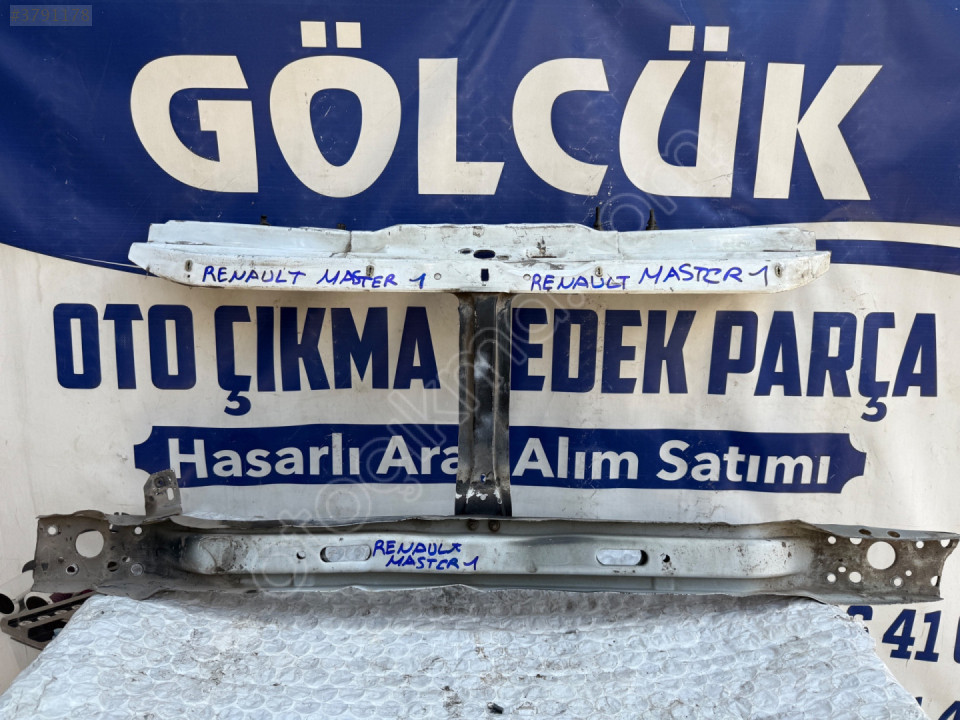 #3791178
GÖLCÜK
RENAULT MASTER 1 RENAULT MASTER 1
OTO ÇIKMA EDEK PARÇA
Hasarlı Ara Alım Satımı
RENAULT
MASTER 1
41